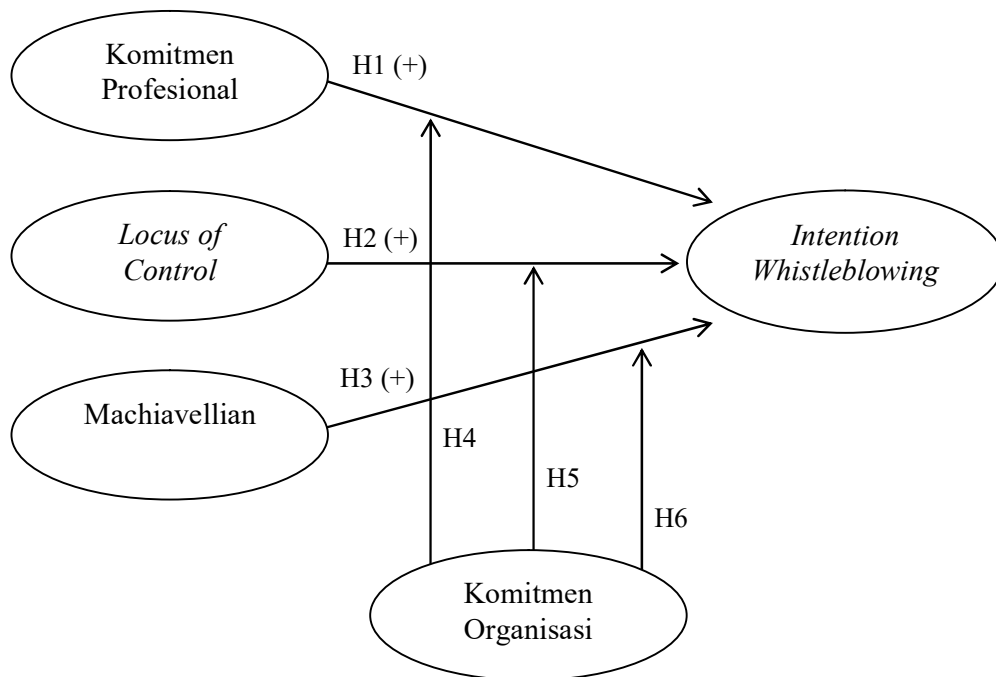 Komitmen
Profesional
H1 (+)
Locus of
Control
H2 (+)
Intention
Whistleblowing
Machiavellian
H3 (+)
H4
H5
H6
Komitmen
Organisasi